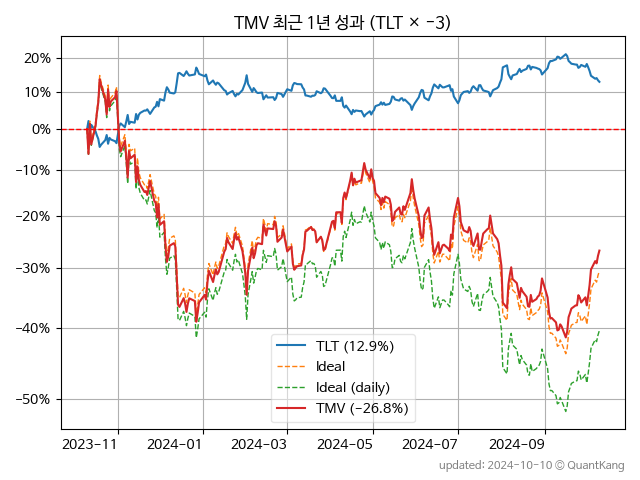 TMV 최근 1년 성과 (TLT × −3)
20%
10%
0%
−10%
−20%
−30%
−40%
−50%
TLT (12.9%)
Ideal
Ideal (daily)
TMV (−26.8%)
2023−11
2024−01
2024−03
2024−05
2024−07
2024−09
updated: 2024-10-10 © QuantKang